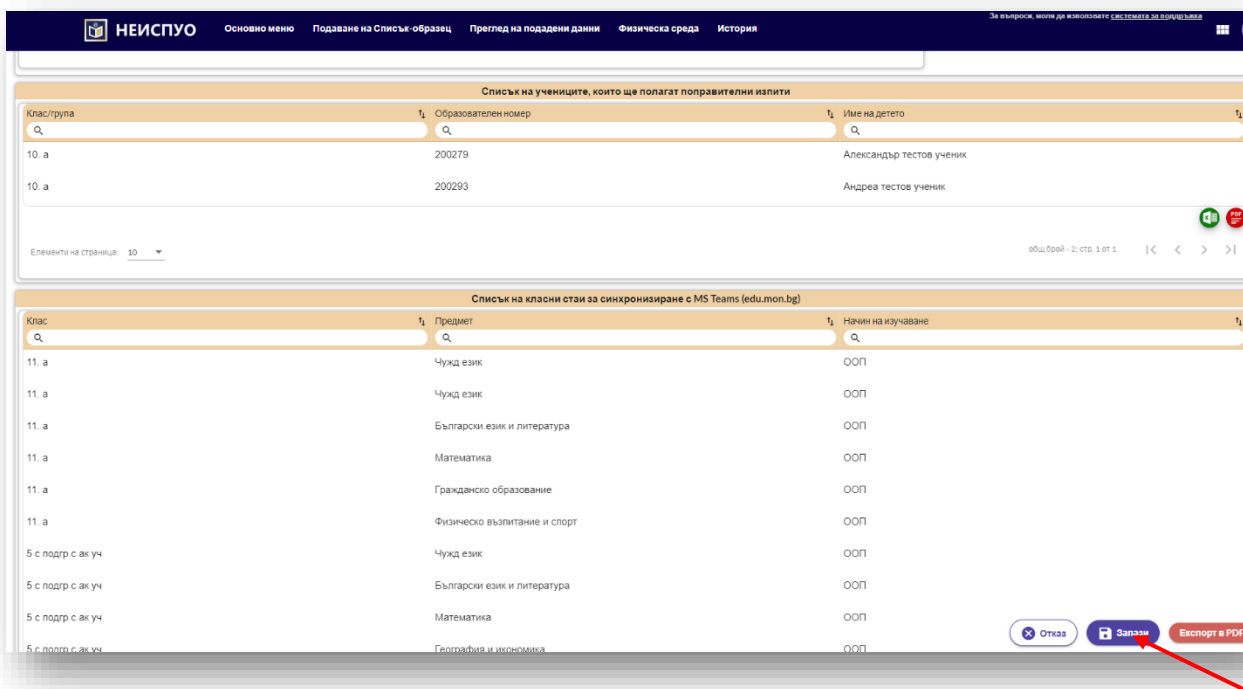 За въпроси, моля да използвате системата за поддръжка
НЕИСПУО Основно меню Подаване на Списък-образец Преглед на подадени данни Физическа среда История
Списък на учениците, които ще полагат поправителни изпити
Клас/група Образователен номер Име на детето
10. а 200279 Александър тестов ученик
10. а 200293 Андреа тестов ученик
PDF
Елементи на страница: 10 общ брой - 2; стр. 1 от 1
Списък на класни стаи за синхронизиране с MS Teams (edu.mon.bg)
Клас Предмет Начин на изучаване
11. а Чужд език ООП
11. а Чужд език ООП
11. а Български език и литература ООП
11. а Математика ООП
11. а Гражданско образование ООП
11. а Физическо възпитание и спорт ООП
5 с подгр с ак уч Чужд език ООП
5 с подгр с ак уч Български език и литература ООП
5 с подгр с ак уч Математика ООП
Отказ Запази Експорт в PDF
5 с подгр с ак уч География и икономика ООП